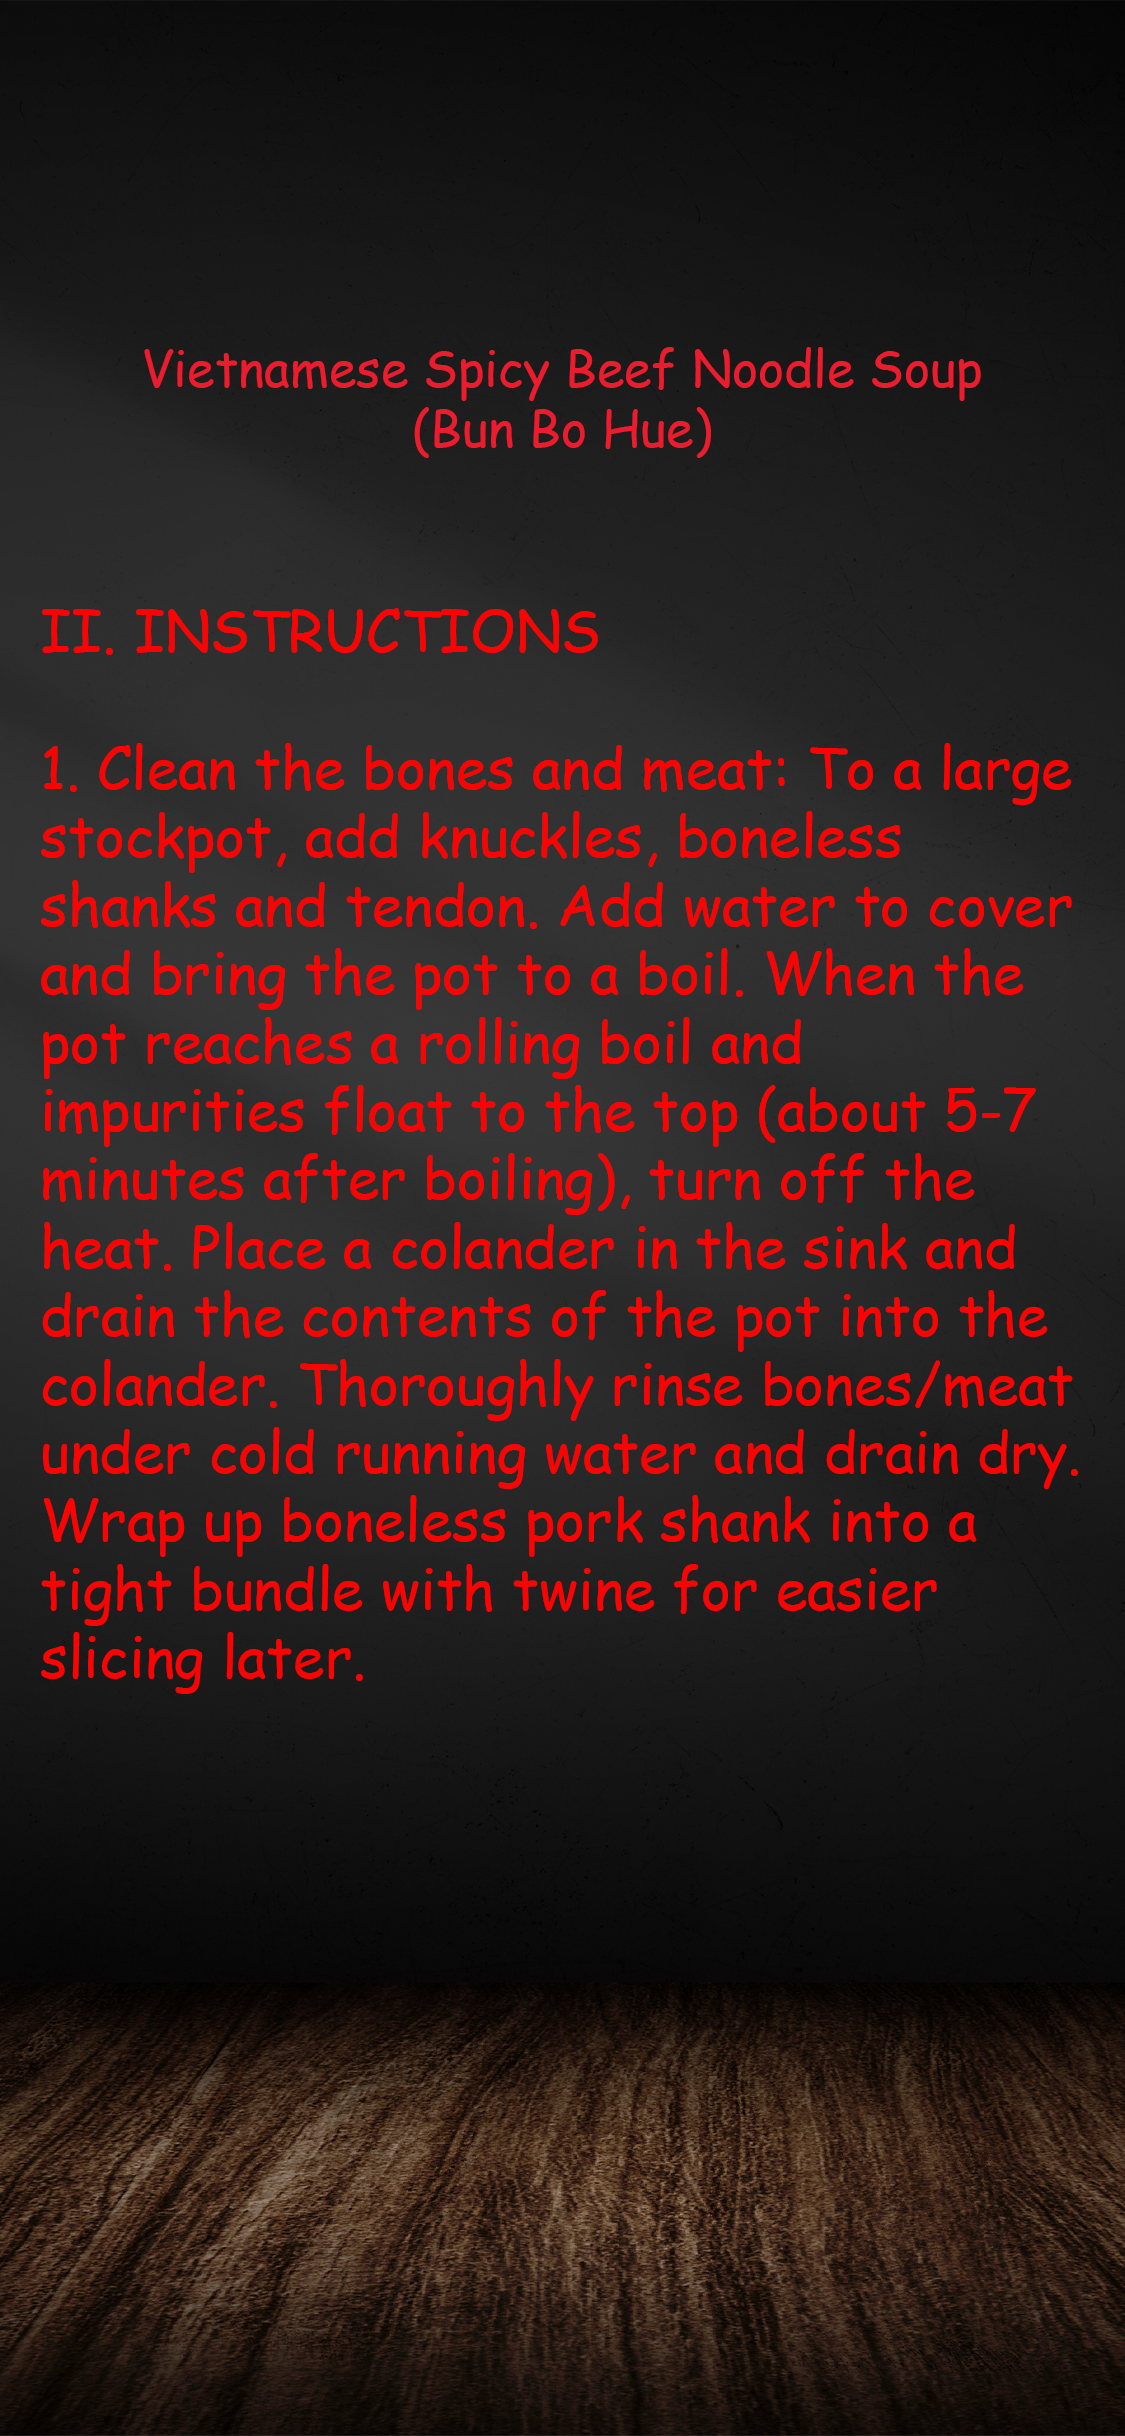 Vietnamese Spicy Beef Noodle Soup
(Bun Bo Hue)
II. INSTRUCTIONS
1. Clean the bones and meat: To a large
stockpot, add knuckles, boneless
shanks and tendon. Add water to cover
and bring the pot to a boil. When the
pot reaches a rolling boil and
impurities float to the top (about 5-7
minutes after boiling), turn off the
heat. Place a colander in the sink and
drain the contents of the pot into the
colander. Thoroughly rinse bones/meat
under cold running water and drain dry.
Wrap up boneless pork shank into a
tight bundle with twine for easier
slicing later.